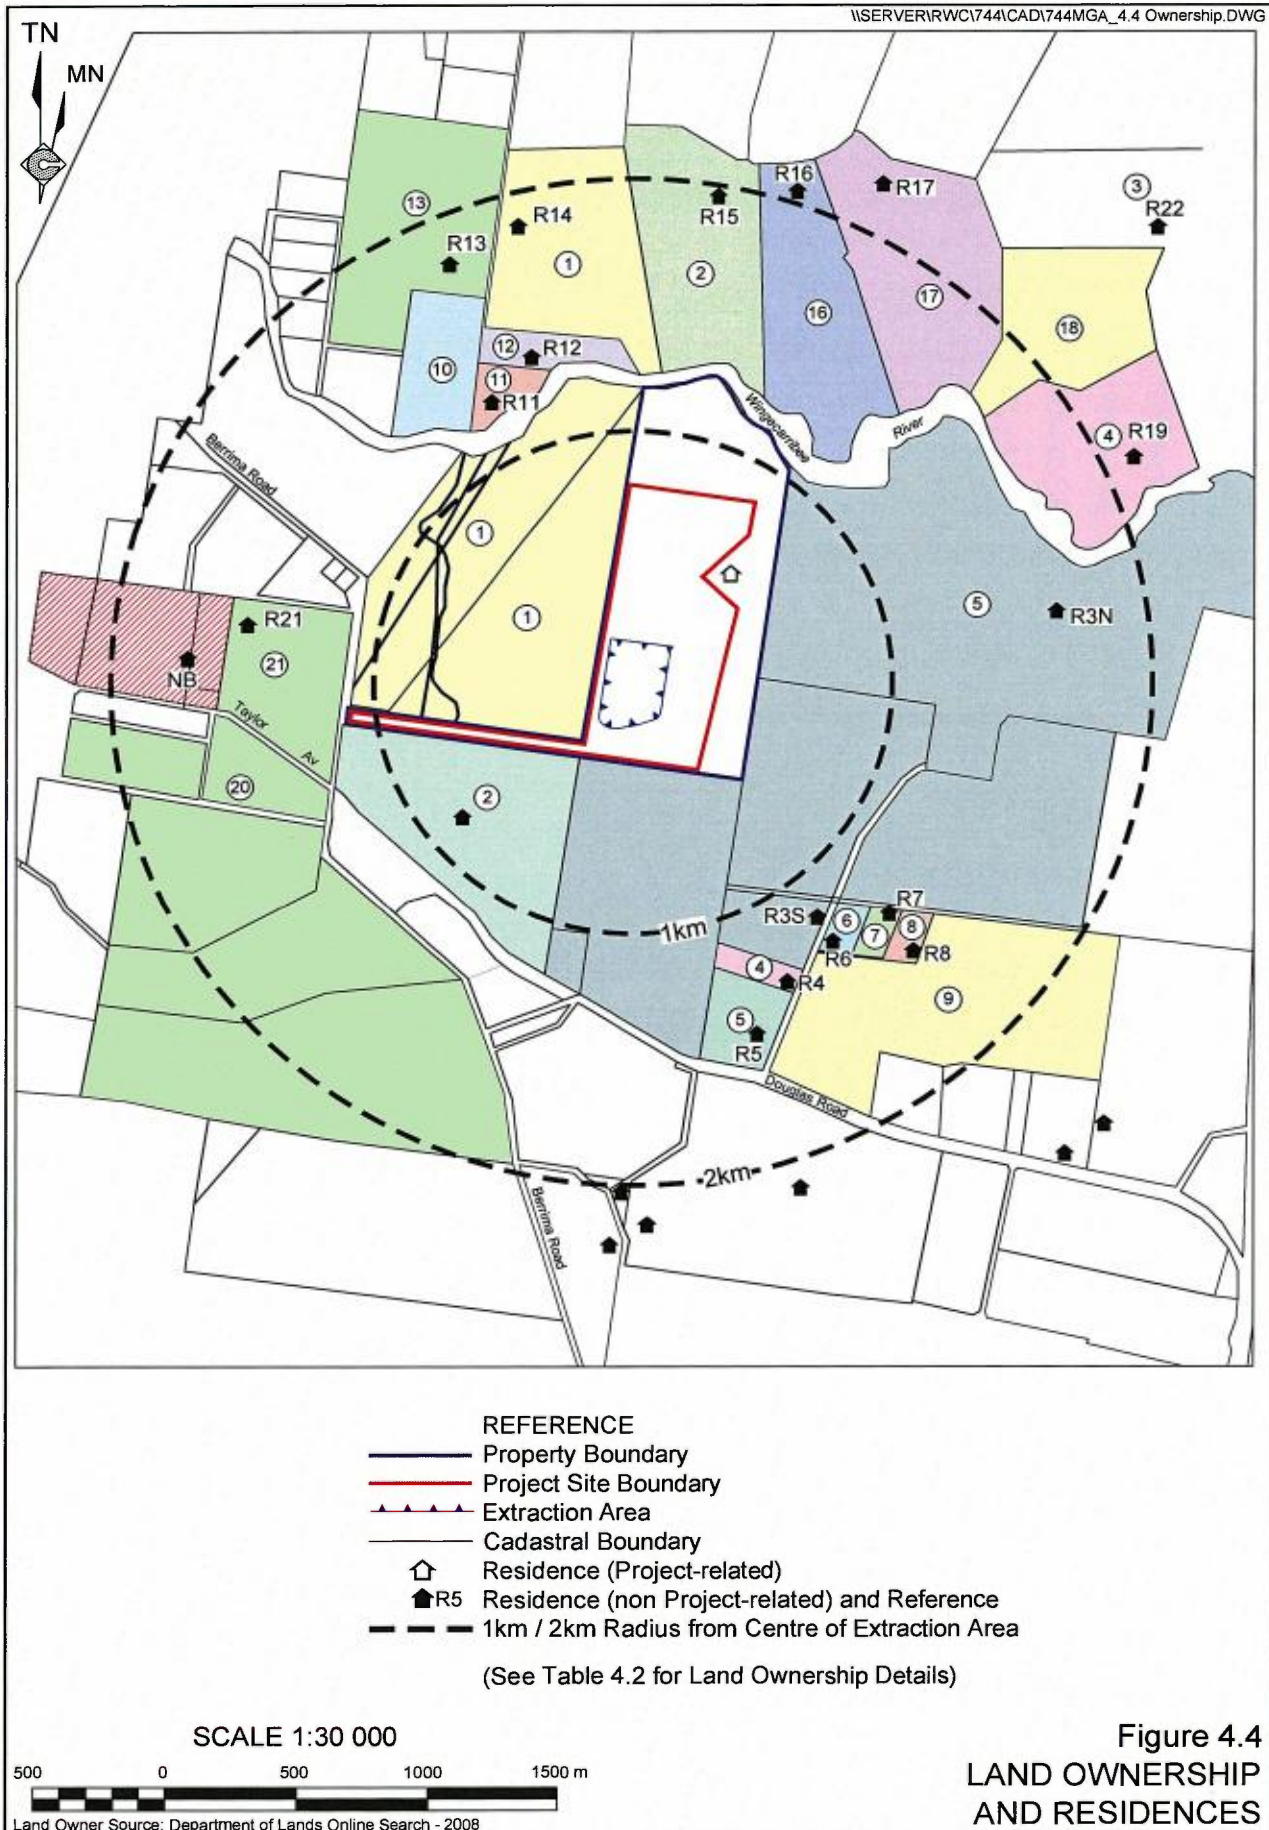 \\SERVER\RWC\744\CAD\744MGA_4.4 Ownership.DWG
TN
MN
3
R22
R16
R17
R15
13
R14
R13
1
2
17
16
18
12
R12
10
11
R11
4
R19
Wingecarribee
River
Berrima Road
1
1
5
R3N
R21
NB
21
Taylor
Av
20
2
R7
R3S
6
7
8
1km
R6
R8
4
R4
9
5
R5
Douglas Road
2km
Berrima Road
REFERENCE
Property Boundary
Project Site Boundary
Extraction Area
Cadastral Boundary
Residence (Project-related)
R5 Residence (non Project-related) and Reference
1km / 2km Radius from Centre of Extraction Area
(See Table 4.2 for Land Ownership Details)
SCALE 1:30 000
500 0 500 1000 1500 m
Land Owner Source: Department of Lands Online Search - 2008
Figure 4.4
LAND OWNERSHIP
AND RESIDENCES